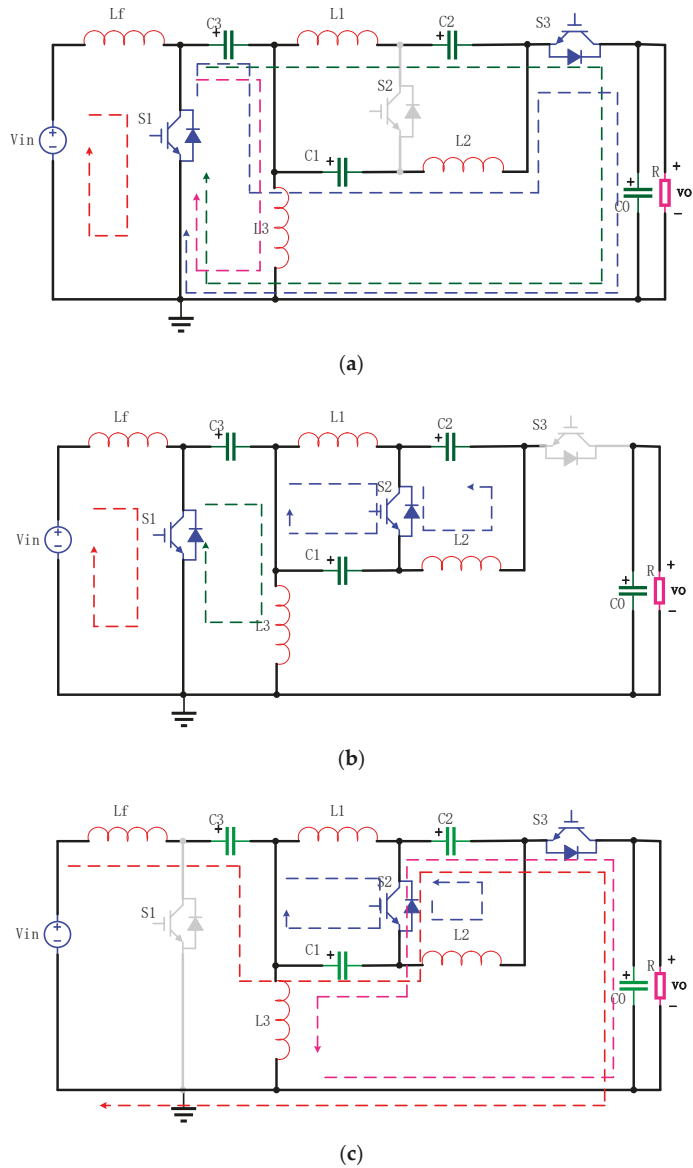 Lf C3 L1 C2 S3
+ + +
S2
Vin + − S1
C1 + L2
L3
+ C0 R + vo −
(a)
Lf C3 L1 C2 S3
+ +
S2
Vin + − S1
C1 + L2
L3
+ C0 R + vo −
(b)
Lf C3 L1 C2 S3
+ +
S2
Vin + − S1
C1 + L2
L3
+ C0 R + vo −
(c)